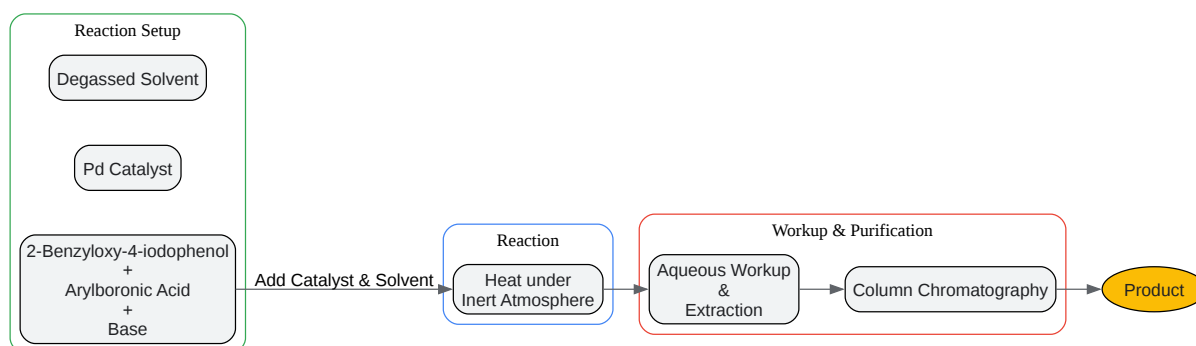 Reaction Setup
Degassed Solvent
Pd Catalyst
2-Benzyloxy-4-iodophenol
+
Arylboronic Acid
+
Base
Add Catalyst & Solvent
Reaction
Heat under
Inert Atmosphere
Workup & Purification
Aqueous Workup
&
Extraction
Column Chromatography
Product